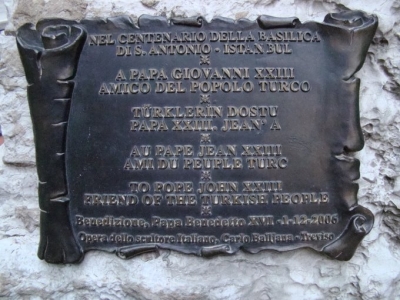 NEL CENTENARIO DELLA BASILICA
DI S. ANTONIO - ISTANBUL
A PAPA GIOVANNI XXIII
AMICO DEL POPOLO TURCO
TÜRKLERİN DOSTU
PAPA XXIII. JEAN' A
AU PAPE JEAN XXIII
AMI DU PEUPLE TURC
TO POPE JOHN XXIII
FRIEND OF THE TURKISH PEOPLE
Benedizione, Papa Benedetto XVI - 1-12-2006
Opera dello scultore Italiano, Carlo Balljana - Treviso